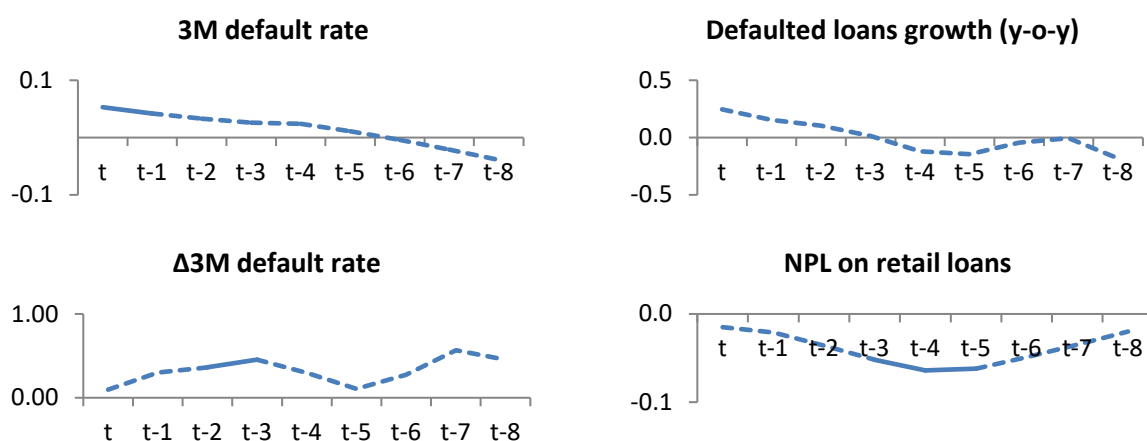 3M default rate
0.1
-0.1
t t-1 t-2 t-3 t-4 t-5 t-6 t-7 t-8
Defaulted loans growth (y-o-y)
0.5
0.0
-0.5
t t-1 t-2 t-3 t-4 t-5 t-6 t-7 t-8
Δ3M default rate
1.00
0.00
t t-1 t-2 t-3 t-4 t-5 t-6 t-7 t-8
NPL on retail loans
0.0
-0.1
t t-1 t-2 t-3 t-4 t-5 t-6 t-7 t-8